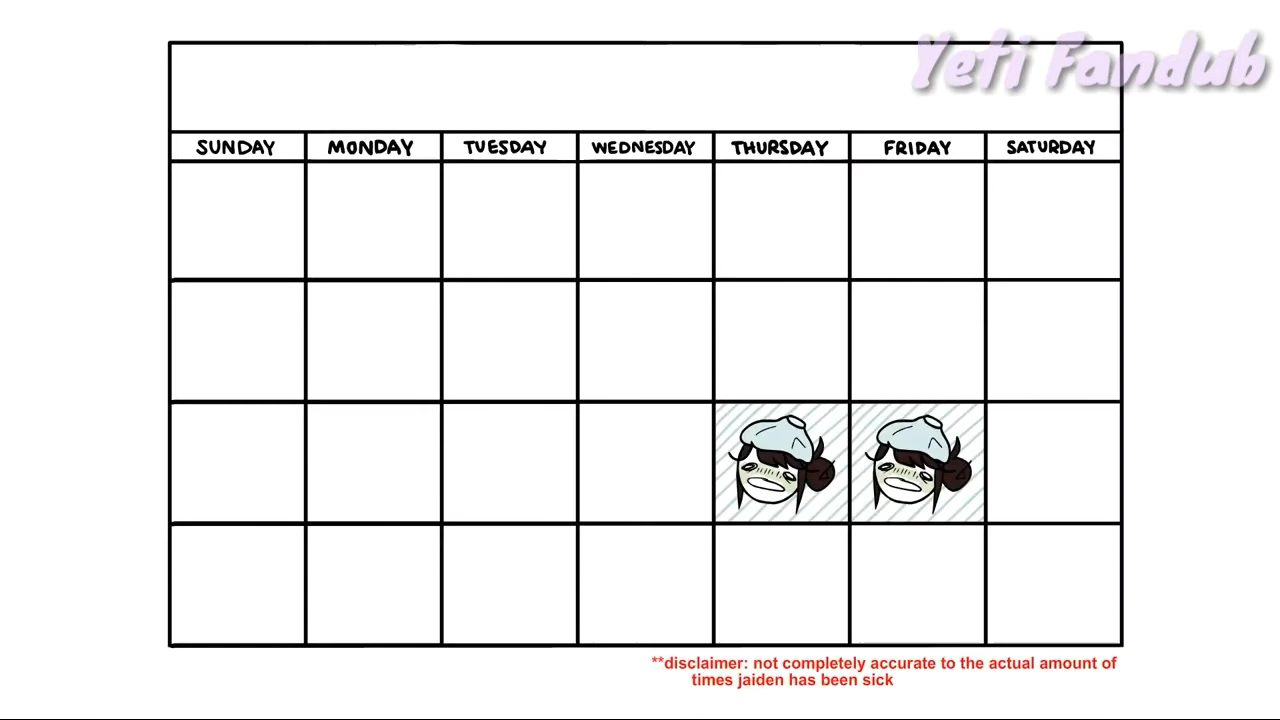 Yeti Fandub
SUNDAY MONDAY TUESDAY WEDNESDAY THURSDAY FRIDAY SATURDAY
**disclaimer: not completely accurate to the actual amount of
times jaiden has been sick